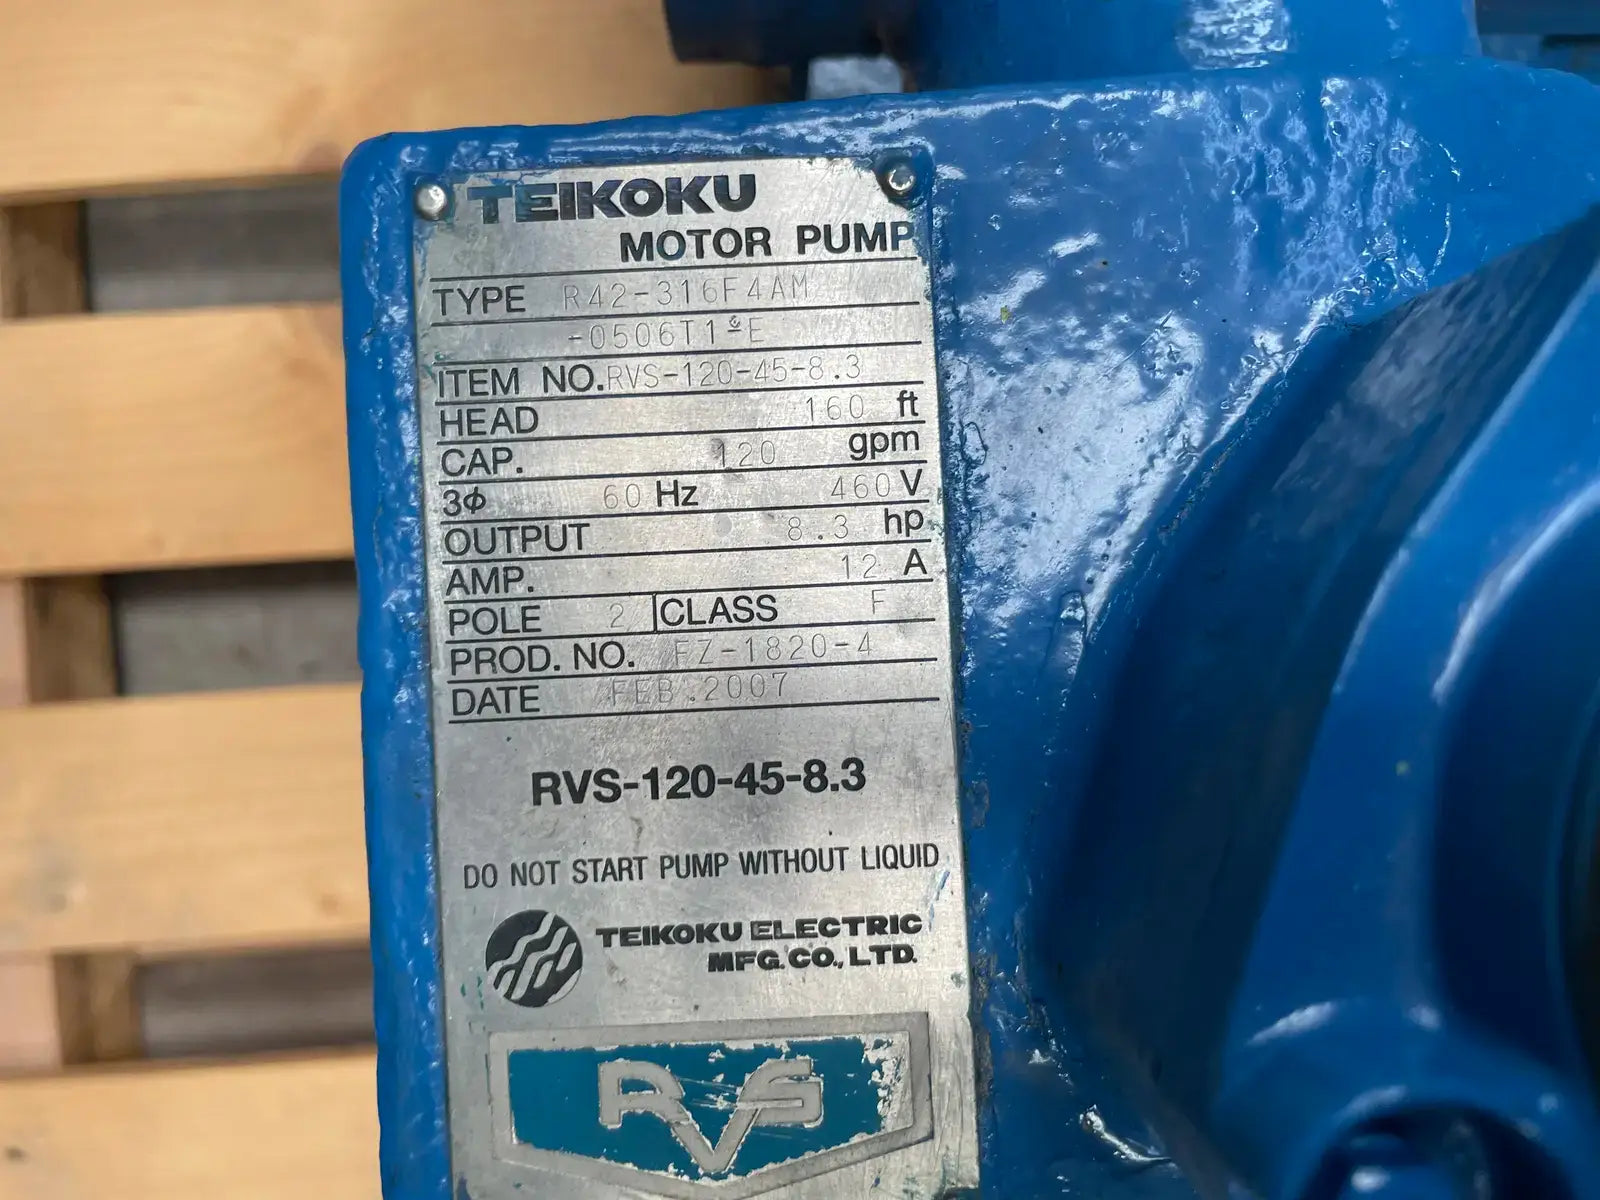 TEIKOKU
MOTOR PUMP
TYPE R42-316F4AM
-0506T1 E
ITEM NO. RVS-120-45-8.3
HEAD 160 ft
CAP. 120 gpm
3ϕ 60 Hz 460 V
OUTPUT 8.3 hp
AMP. 12 A
POLE 2 CLASS F
PROD. NO. FZ-1820-4
DATE FEB.2007
RVS-120-45-8.3
DO NOT START PUMP WITHOUT LIQUID
TEIKOKU ELECTRIC
MFG.CO.,LTD.
RVS